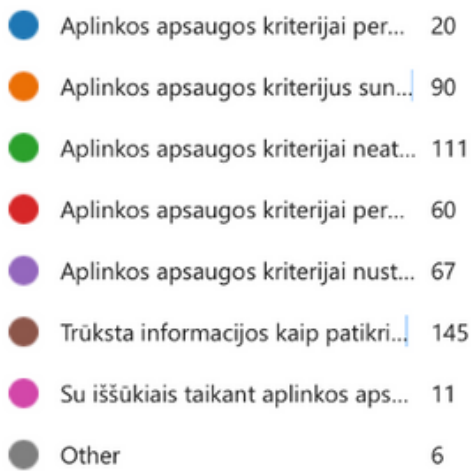 Aplinkos apsaugos kriterijai per... 20
Aplinkos apsaugos kriterijus sun... 90
Aplinkos apsaugos kriterijai neat... 111
Aplinkos apsaugos kriterijai per... 60
Aplinkos apsaugos kriterijai nust... 67
Trūksta informacijos kaip patikri... 145
Su iššūkiais taikant aplinkos aps... 11
Other 6